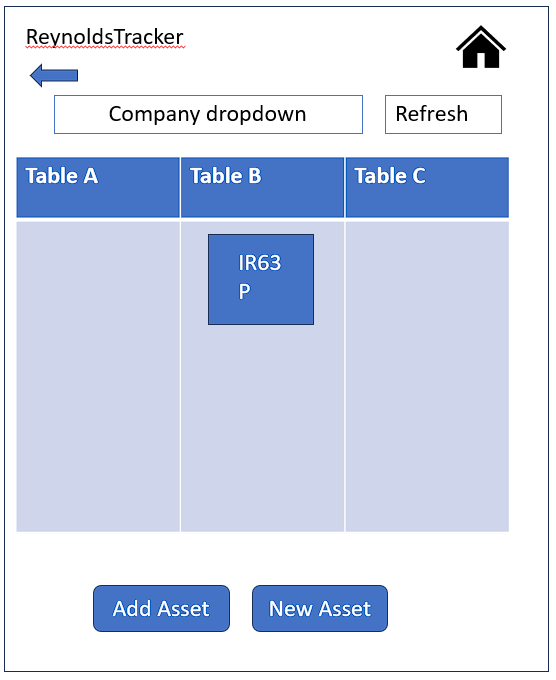 ReynoldsTracker
Company dropdown
Refresh
Table A
Table B
Table C
IR63
P
Add Asset
New Asset